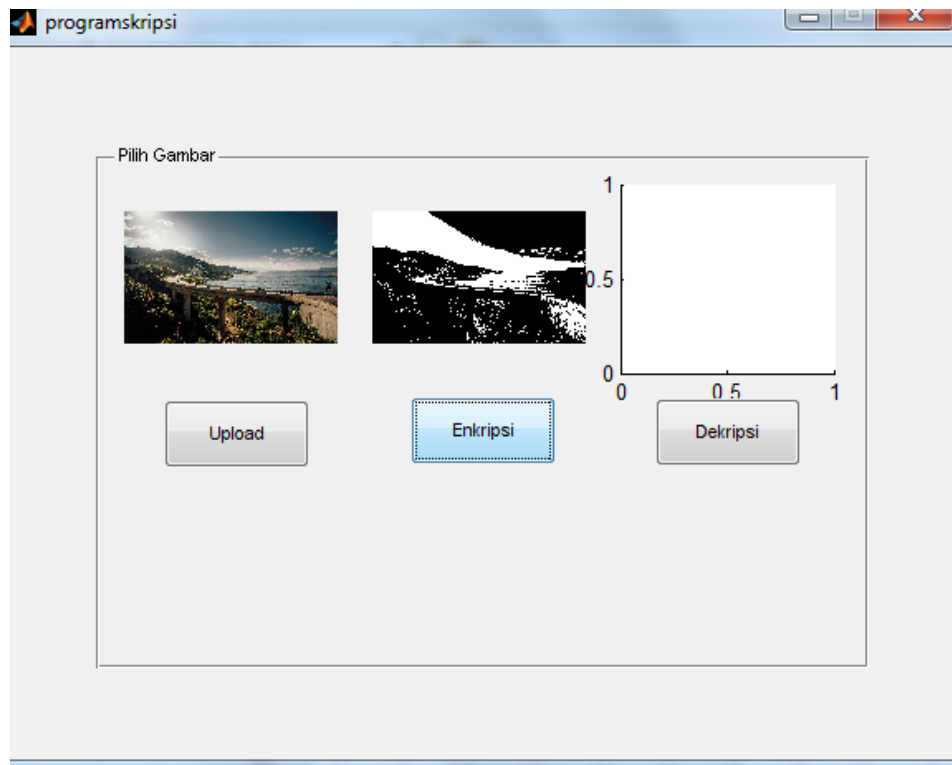 programskripsi
Pilih Gambar
1
0.5
0
0 0.5 1
Upload Enkripsi Dekripsi